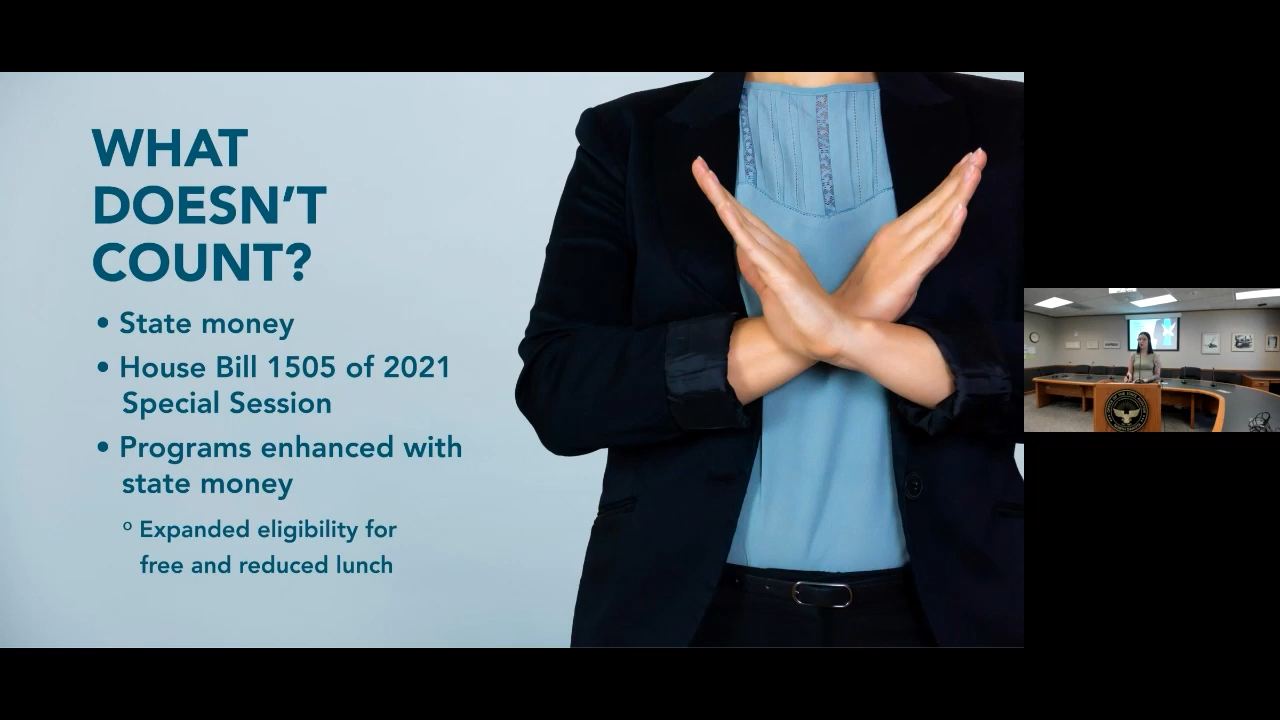 WHAT
DOESN'T
COUNT?
• State money
• House Bill 1505 of 2021
Special Session
• Programs enhanced with
state money
º Expanded eligibility for
free and reduced lunch